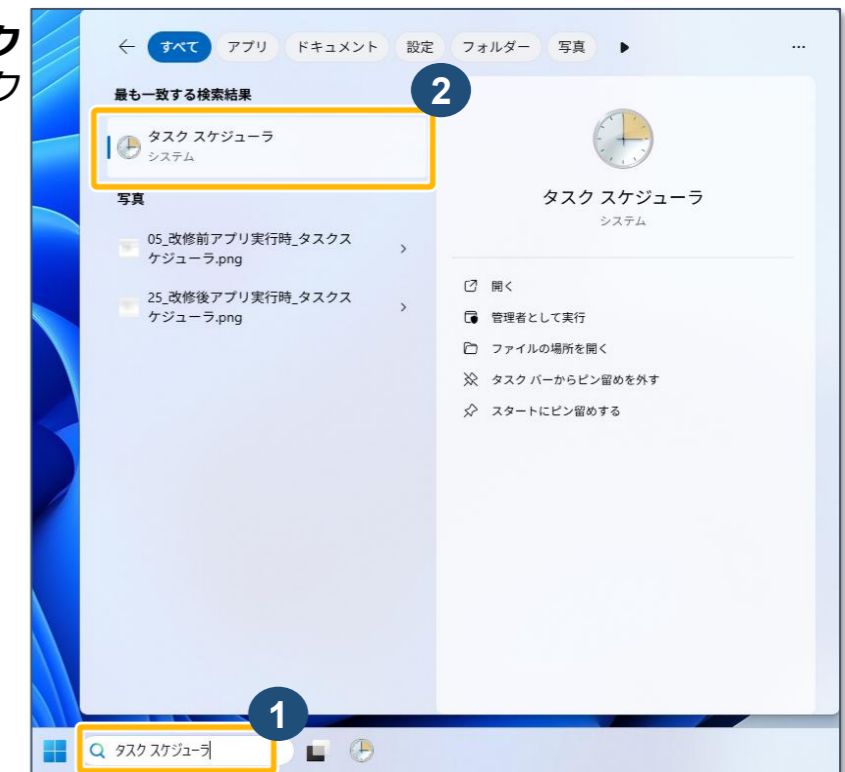 ク
ク
すべて アプリ ドキュメント 設定 フォルダー 写真 ...
最も一致する検索結果
2
タスク スケジューラ
システム
写真
05_改修前アプリ実行時_タスクス
ケジューラ.png
25_改修後アプリ実行時_タスクス
ケジューラ.png
タスク スケジューラ
システム
開く
管理者として実行
ファイルの場所を開く
タスク バーからピン留めを外す
スタートにピン留めする
1
タスク スケジューラ